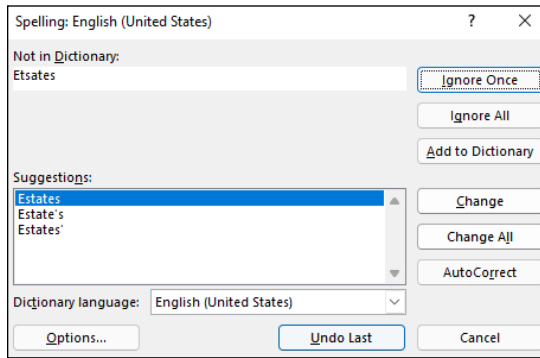 Spelling: English (United States) ?
Not in Dictionary:
Etsates
Ignore Once
Ignore All
Add to Dictionary
Suggestions:
Estates
Estate's
Estates'
Change
Change All
AutoCorrect
Dictionary language: English (United States)
Options... Undo Last Cancel